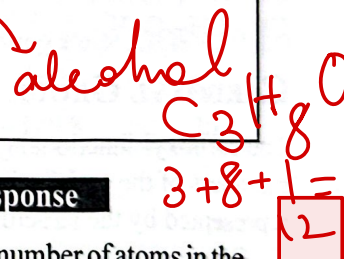 alcohol
C3H8O
3+8+1=
12
sponse
number of atoms in the